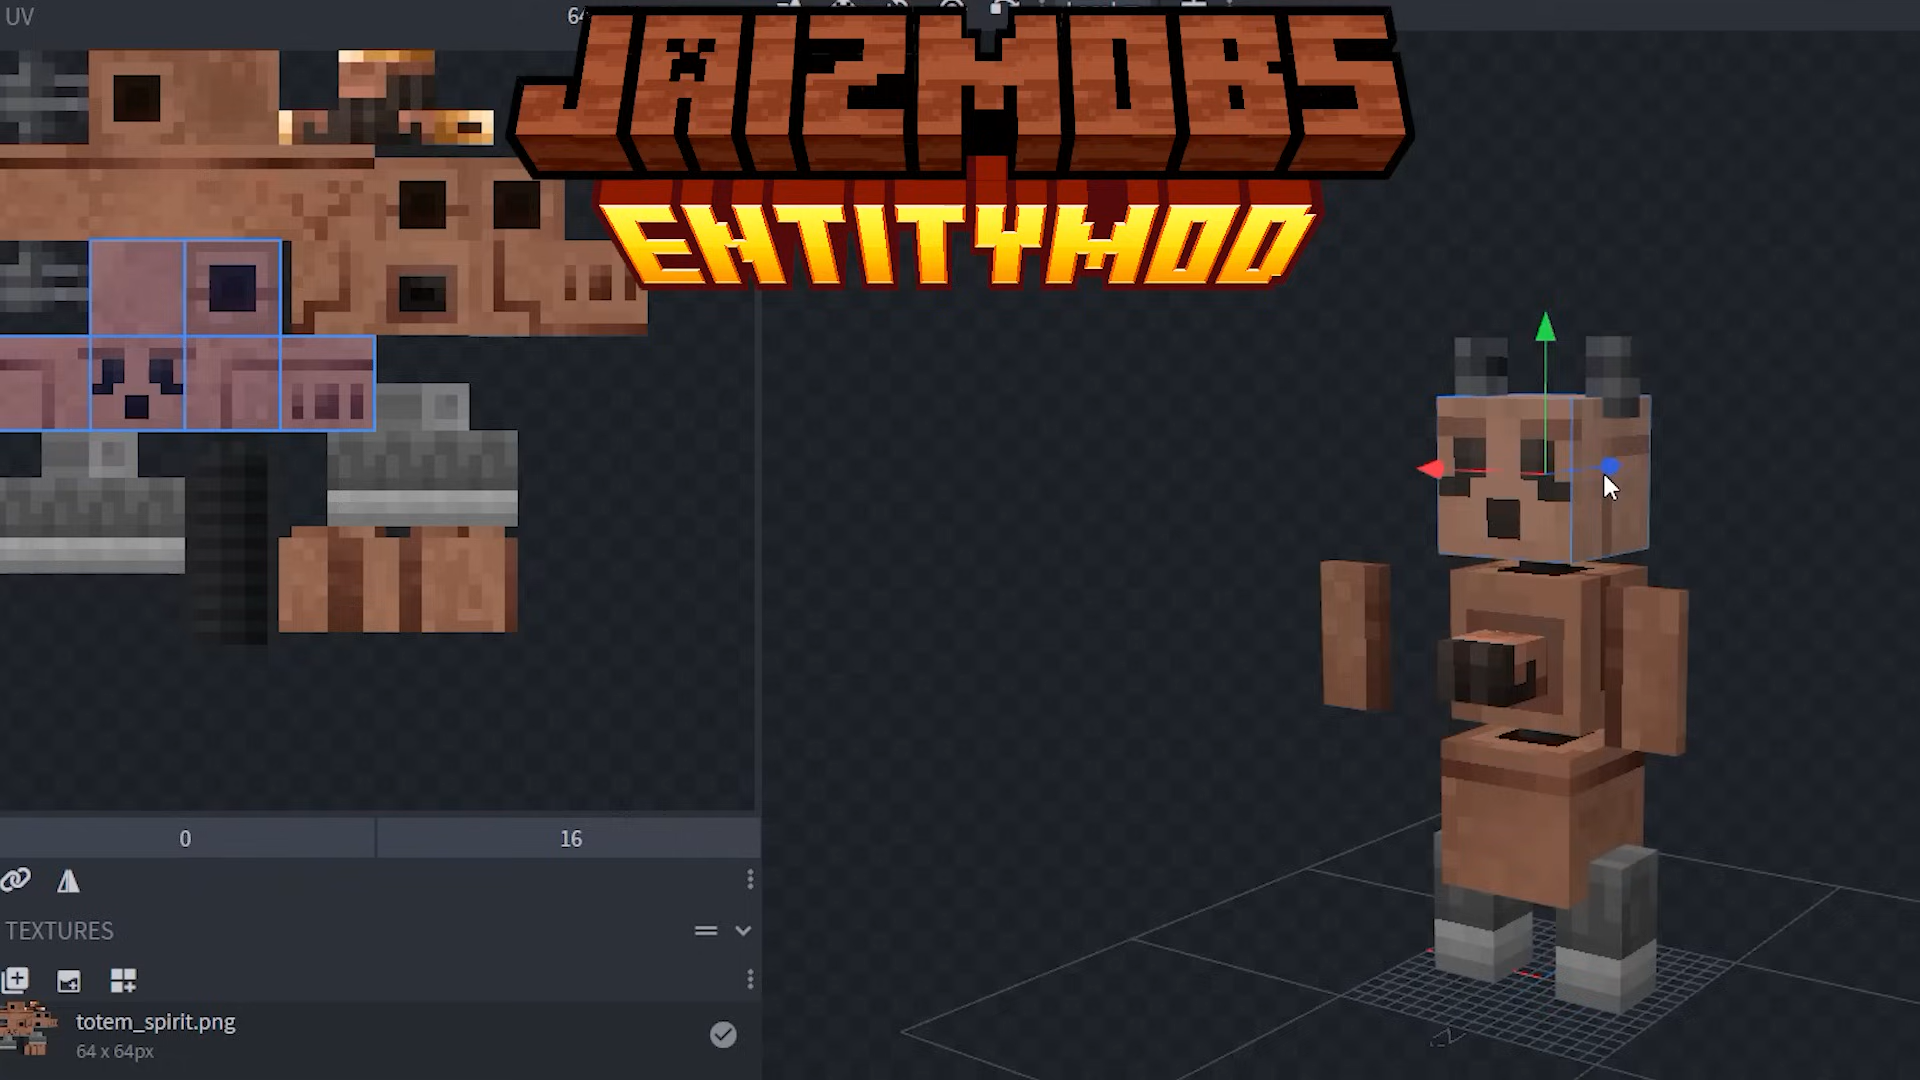 UV
JAIZMOBS
ENTITYMOD
0
16
TEXTURES
totem_spirit.png
64 x 64px